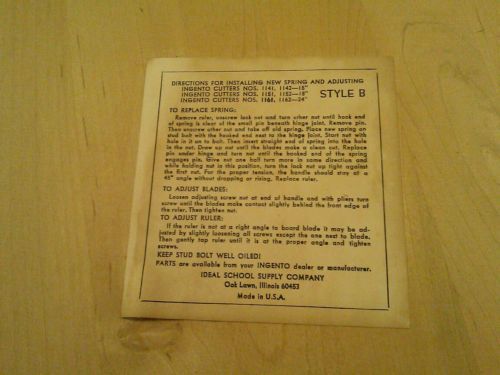 DIRECTIONS FOR INSTALLING NEW SPRING AND ADJUSTING
INGENTO CUTTERS NOS. 1141, 1142—15"
INGENTO CUTTERS NOS. 1151, 1152—18" STYLE B
INGENTO CUTTERS NOS. 1161, 1162—24"
TO REPLACE SPRING:
Remove ruler, unscrew lock nut and turn other nut until hook end
of spring is clear of the small pin beneath hinge joint. Remove pin.
Then unscrew other nut and take off old spring. Place new spring on
stud bolt with the hooked end next to the hinge joint. Start nut with
hole in it on to bolt. Then insert straight end of spring into the hole
in the nut. Draw up nut until the blades make a clean cut. Replace
pin under hinge and turn nut until the hooked end of the spring
engages pin. Give nut one half turn more in same direction and
while holding nut in this position, turn the lock nut up tight against
the first nut. For the proper tension, the handle should stay at a
45° angle without dropping or rising. Replace ruler.
TO ADJUST BLADES:
Loosen adjusting screw nut at end of handle and with pliers turn
screw until the blades make contact slightly behind the front edge of
the ruler. Then tighten nut.
TO ADJUST RULER:
If the ruler is not at a right angle to board blade it may be ad-
justed by slightly loosening all screws except the one next to blade.
Then gently tap ruler until it is at the proper angle and tighten
screws.
KEEP STUD BOLT WELL OILED!
PARTS are available from your INGENTO dealer or manufacturer.
IDEAL SCHOOL SUPPLY COMPANY
Oak Lawn, Illinois 60453
Made in U.S.A.